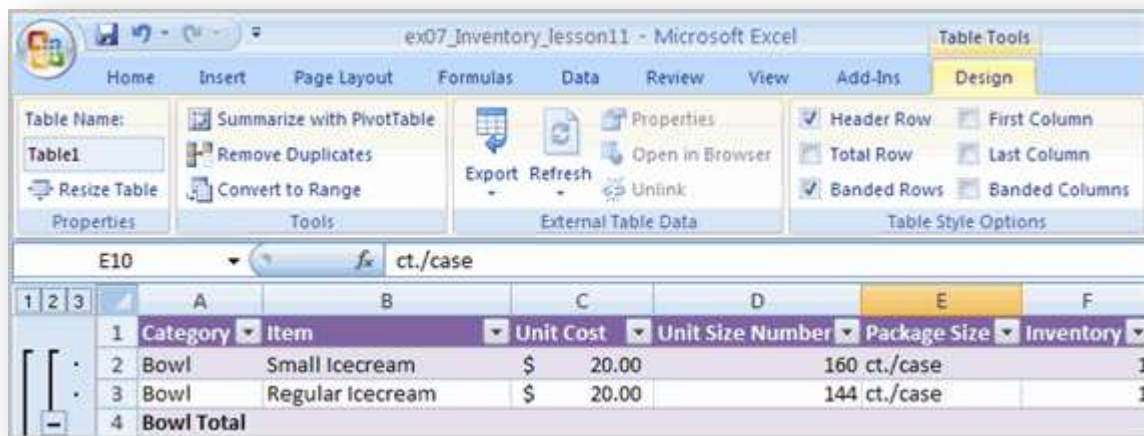 ex07_Inventory_lesson11 - Microsoft Excel Table Tools
Home Insert Page Layout Formulas Data Review View Add-Ins Design
Table Name: Summarize with PivotTable Properties Header Row First Column
Table1 Remove Duplicates Export Refresh Open in Browser Total Row Last Column
Resize Table Convert to Range Unlink Banded Rows Banded Columns
Properties Tools External Table Data Table Style Options
E10 fx ct./case
1 2 3 A B C D E F
1 Category Item Unit Cost Unit Size Number Package Size Inventory
2 Bowl Small Icecream $ 20.00 160 ct./case 1
3 Bowl Regular Icecream $ 20.00 144 ct./case 1
4 Bowl Total